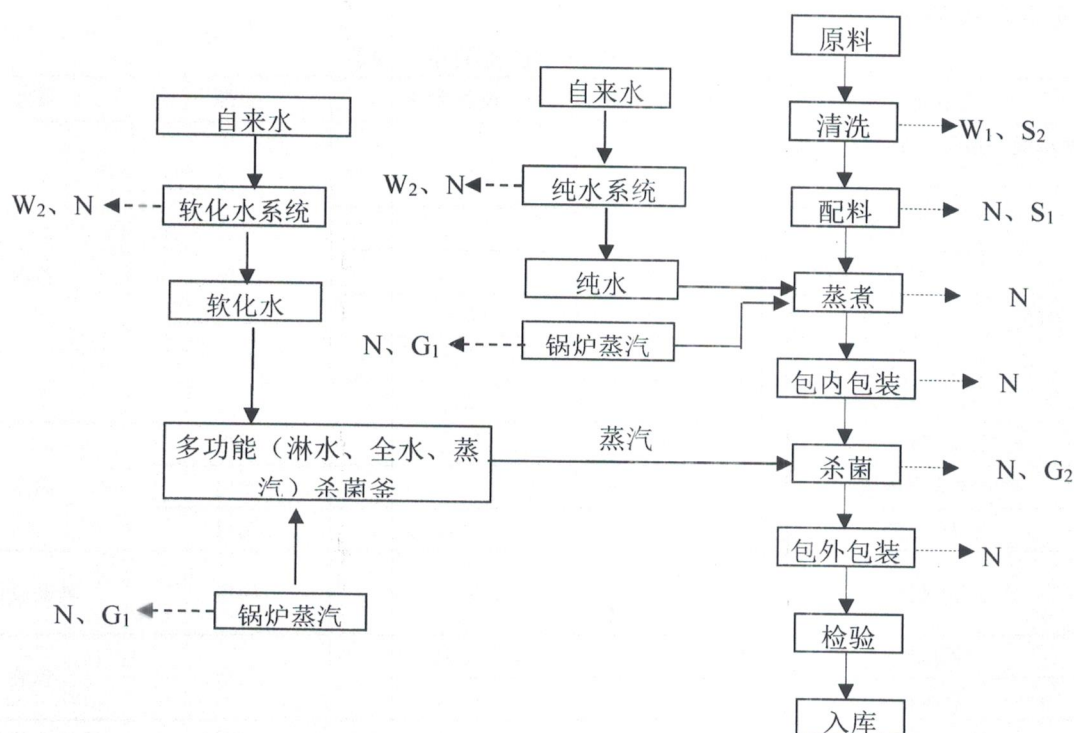 原料
自来水
自来水
清洗
W₁、S₂
W₂、N
软化水系统
W₂、N
纯水系统
配料
N、S₁
软化水
纯水
蒸煮
N
N、G₁
锅炉蒸汽
包内包装
N
多功能（淋水、全水、蒸
汽）杀菌釜
蒸汽
杀菌
N、G₂
包外包装
N
N、G₁
锅炉蒸汽
检验
入库